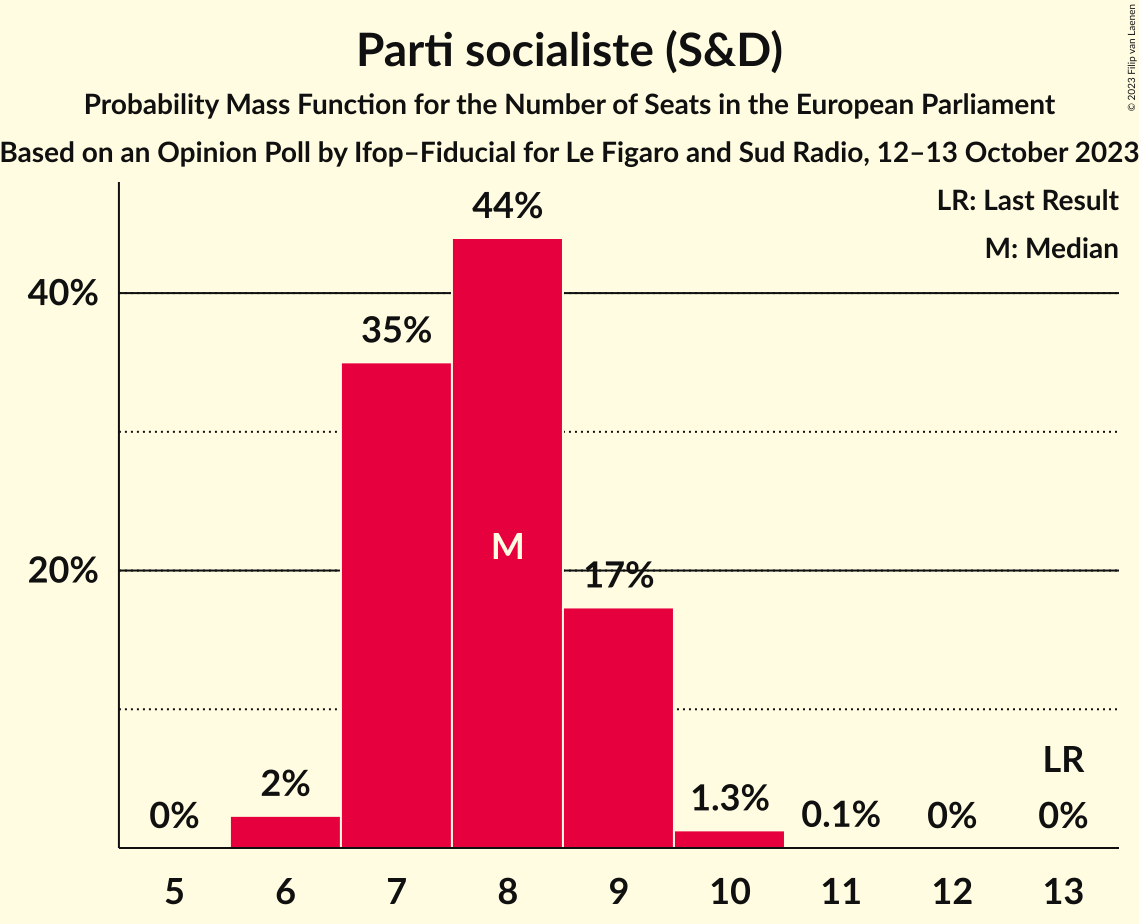 Parti socialiste (S&D)
Probability Mass Function for the Number of Seats in the European Parliament
Based on an Opinion Poll by Ifop–Fiducial for Le Figaro and Sud Radio, 12–13 October 2023
© 2023 Filip van Laenen
LR: Last Result
M: Median
44%
40%
35%
M
20%
17%
LR
0%
2%
1.3%
0.1%
0%
0%
5 6 7 8 9 10 11 12 13